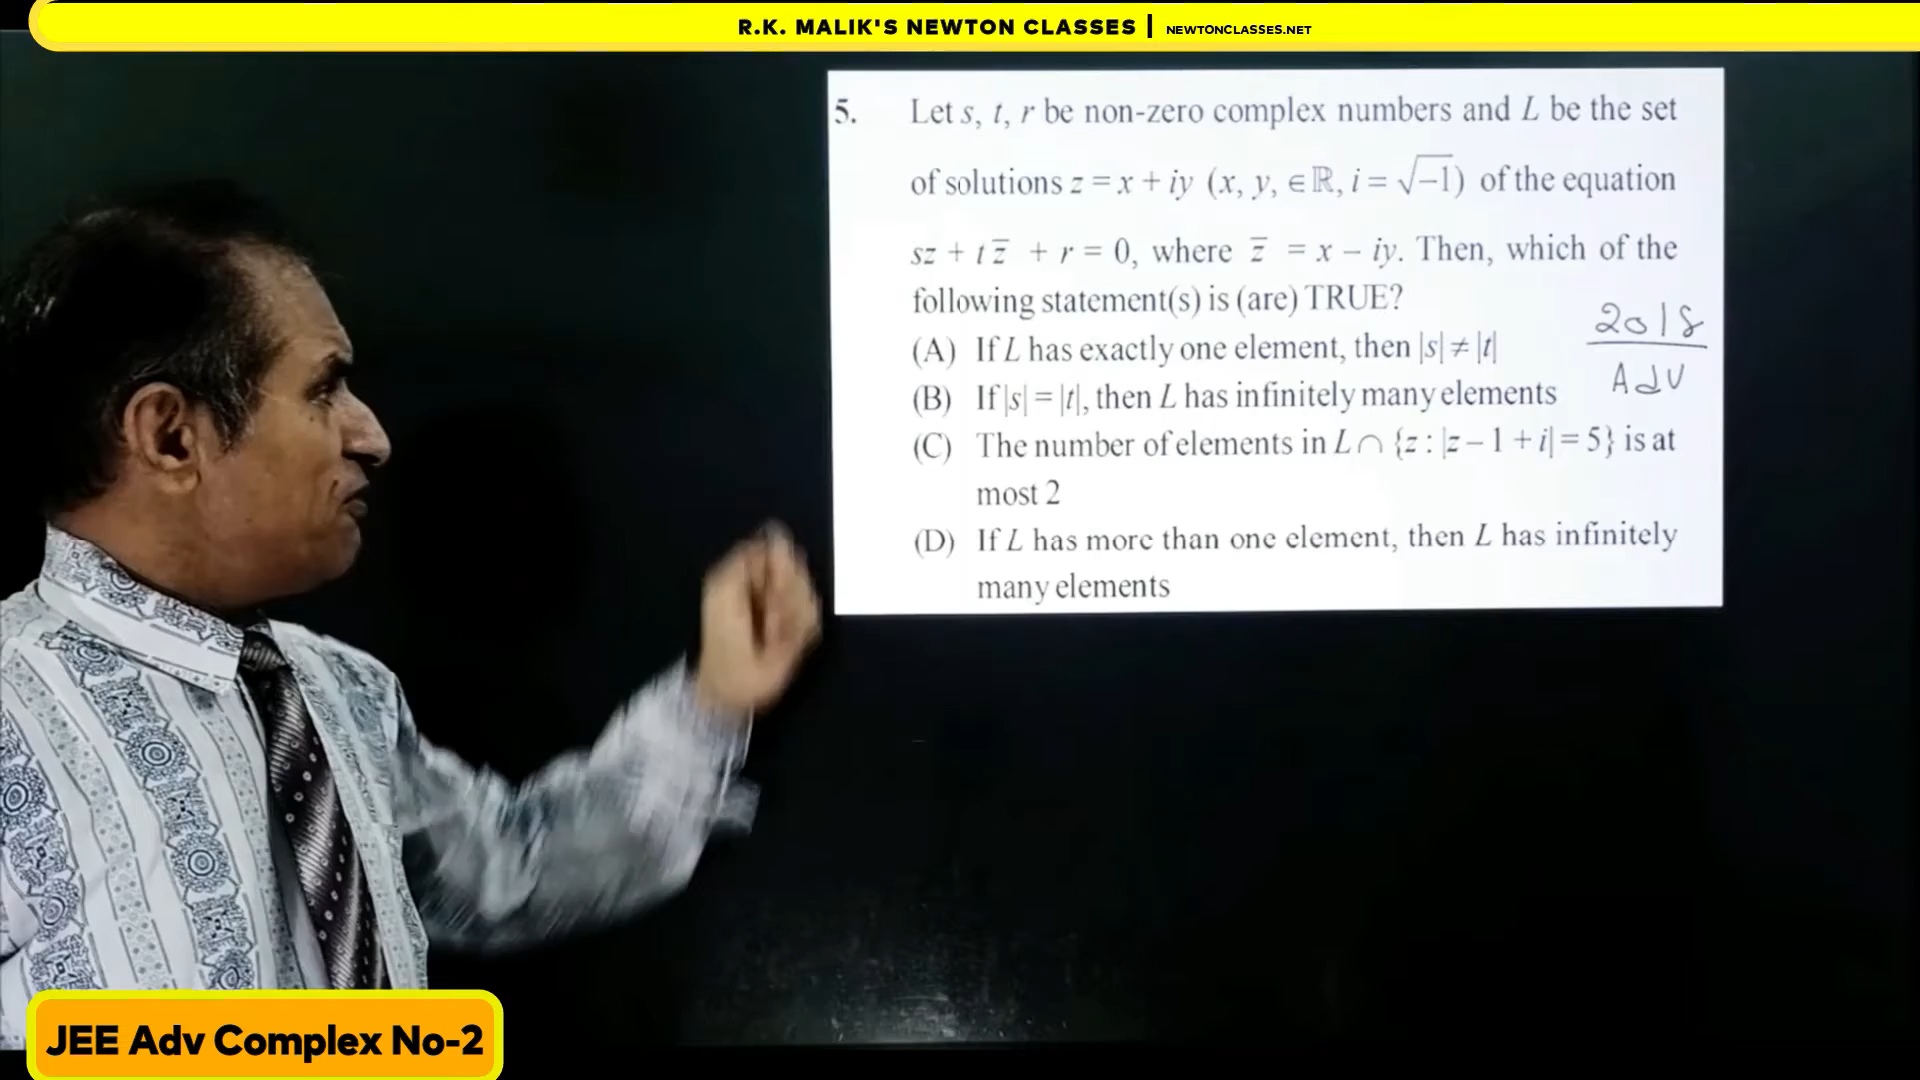 R.K. MALIK'S NEWTON CLASSES | NEWTONCLASSES.NET
5. Let s, t, r be non-zero complex numbers and L be the set
of solutions z = x + iy (x, y, ∈ ℝ, i = √−1) of the equation
sz + t z̅ + r = 0, where z̅ = x − iy. Then, which of the
following statement(s) is (are) TRUE?
(A) If L has exactly one element, then |s| ≠ |t|
(B) If |s| = |t|, then L has infinitely many elements
(C) The number of elements in L ∩ {z : |z − 1 + i| = 5} is at
most 2
(D) If L has more than one element, then L has infinitely
many elements
2018
Adv
JEE Adv Complex No-2